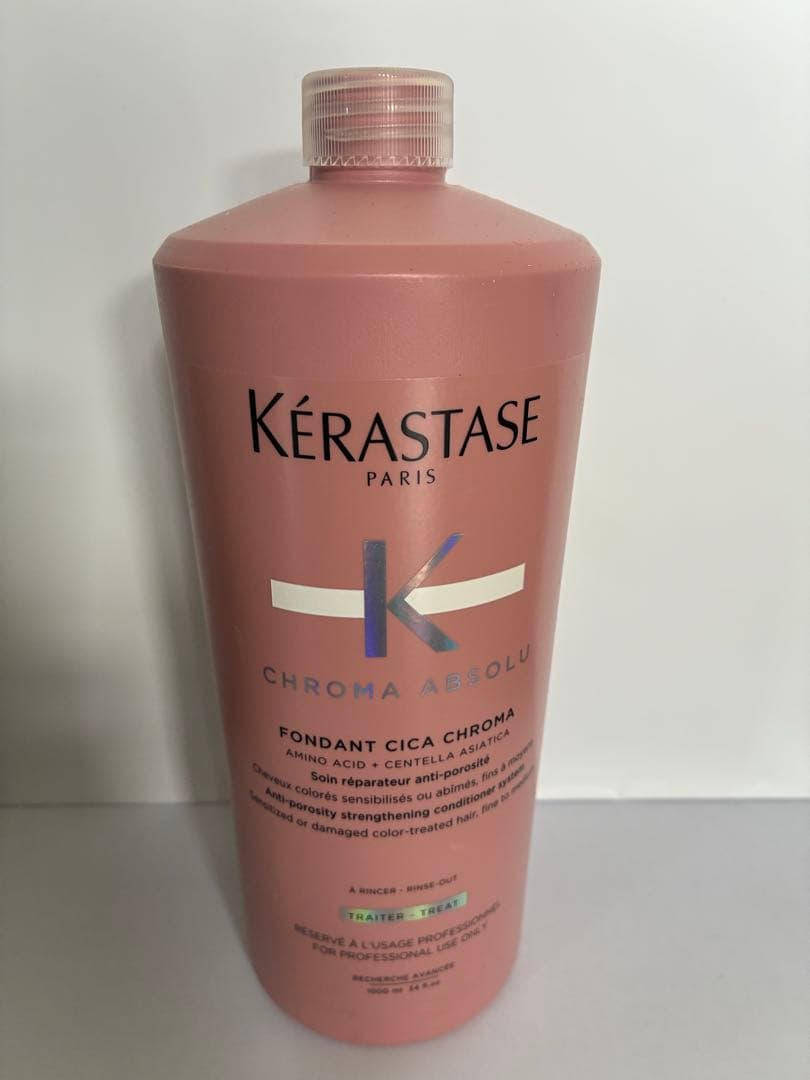 KÉRASTASE
PARIS
K
CHROMA ABSOLU
FONDANT CICA CHROMA
AMINO ACID + CENTELLA ASIATICA
Soin réparateur anti-porosité
Cheveux colorés sensibilisés ou abîmés, fins à moyens
Anti-porosity strengthening conditioner system
Sensitized or damaged color-treated hair, fine to medium
À RINCER - RINSE-OUT
TRAITER - TREAT
RÉSERVÉ À L'USAGE PROFESSIONNEL
FOR PROFESSIONAL USE ONLY
RECHERCHE AVANCÉE
1000 ml 34 fl.oz